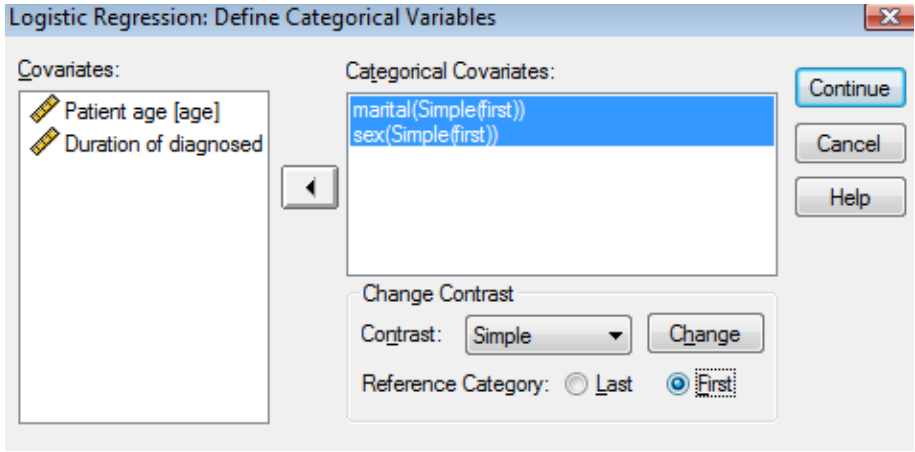 Logistic Regression: Define Categorical Variables
Covariates:
Patient age [age]
Duration of diagnosed
Categorical Covariates:
marital(Simple(first))
sex(Simple(first))
Continue
Cancel
Help
Change Contrast
Contrast: Simple Change
Reference Category: Last First